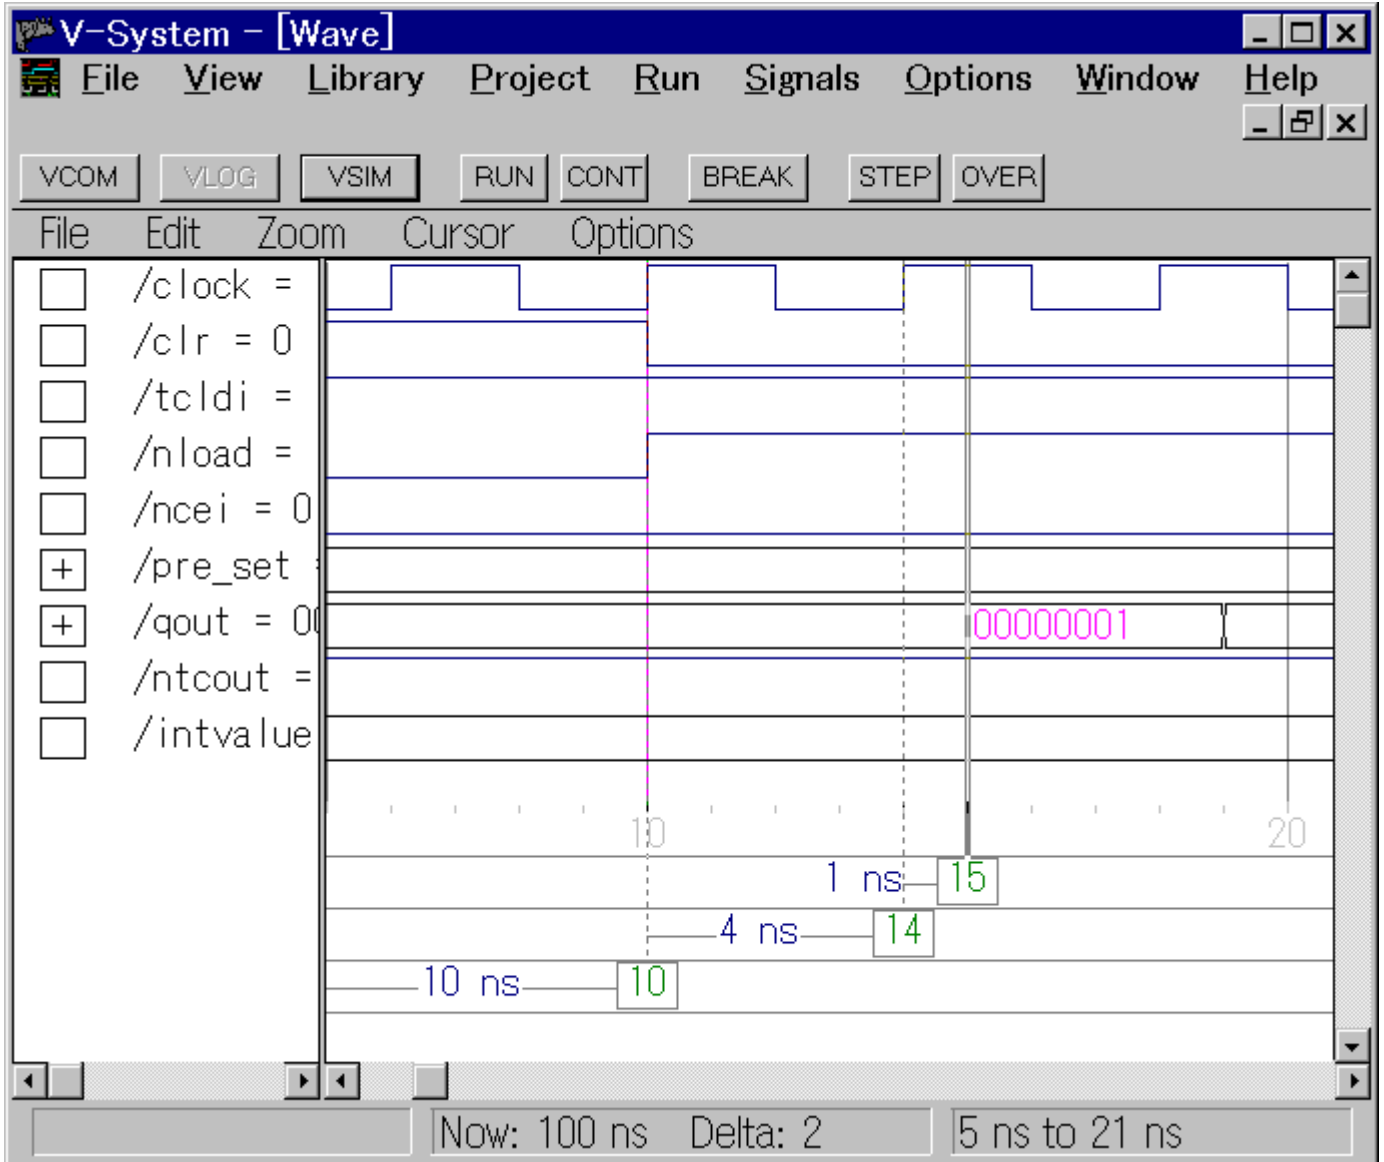 V-System - [Wave]
File View Library Project Run Signals Options Window Help
VCOM VLOG VSIM RUN CONT BREAK STEP OVER
File Edit Zoom Cursor Options
/clock =
/clr = 0
/tcldi =
/nload =
/ncei = 0
/pre_set =
/qout = 00
00000001
/ntcout =
/intvalue
10 20
1 ns 15
4 ns 14
10 ns 10
Now: 100 ns Delta: 2 5 ns to 21 ns